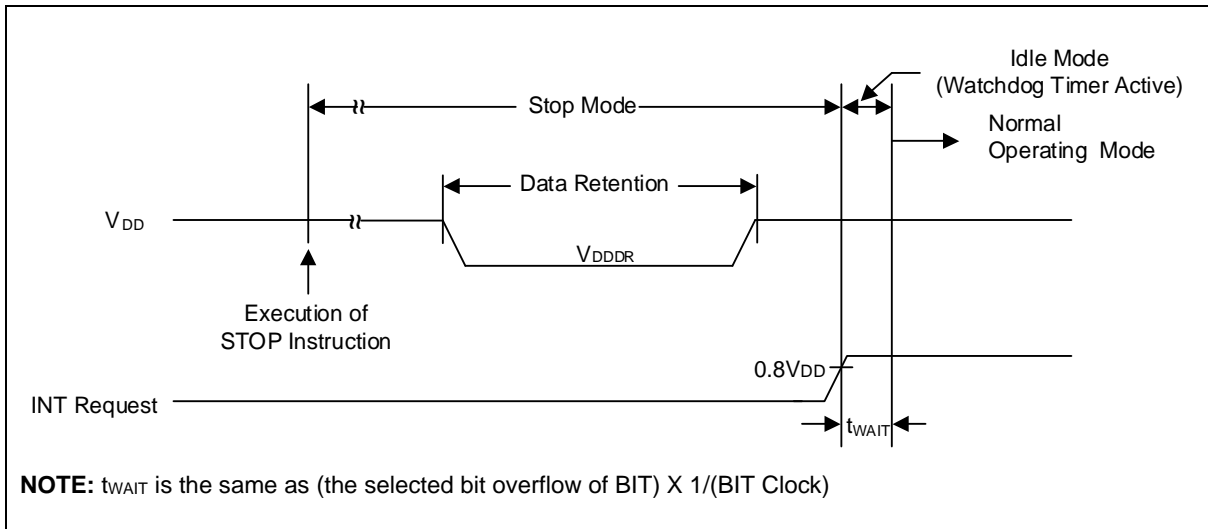 Idle Mode
(Watchdog Timer Active)
Stop Mode
Normal
Operating Mode
Data Retention
VDD
VDDDR
Execution of
STOP Instruction
0.8VDD
INT Request
tWAIT
NOTE: tWAIT is the same as (the selected bit overflow of BIT) X 1/(BIT Clock)